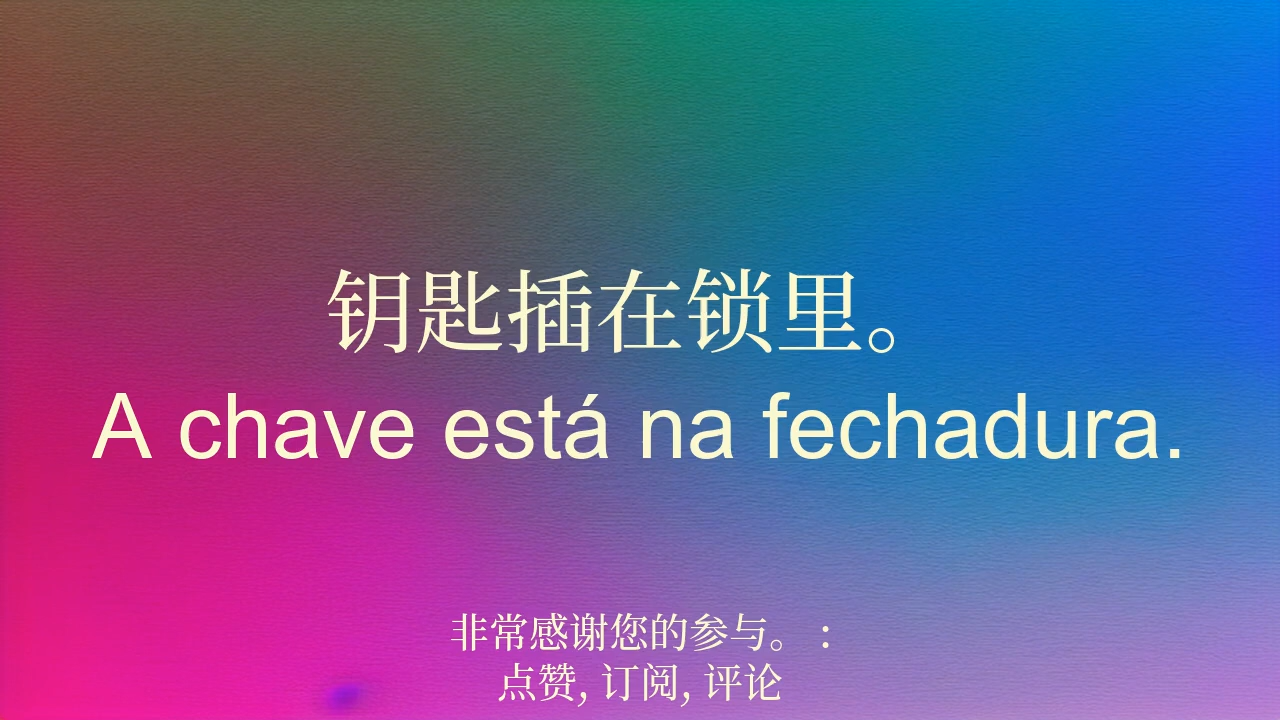 钥匙插在锁里。
A chave está na fechadura.
非常感谢您的参与。 :
点赞, 订阅, 评论